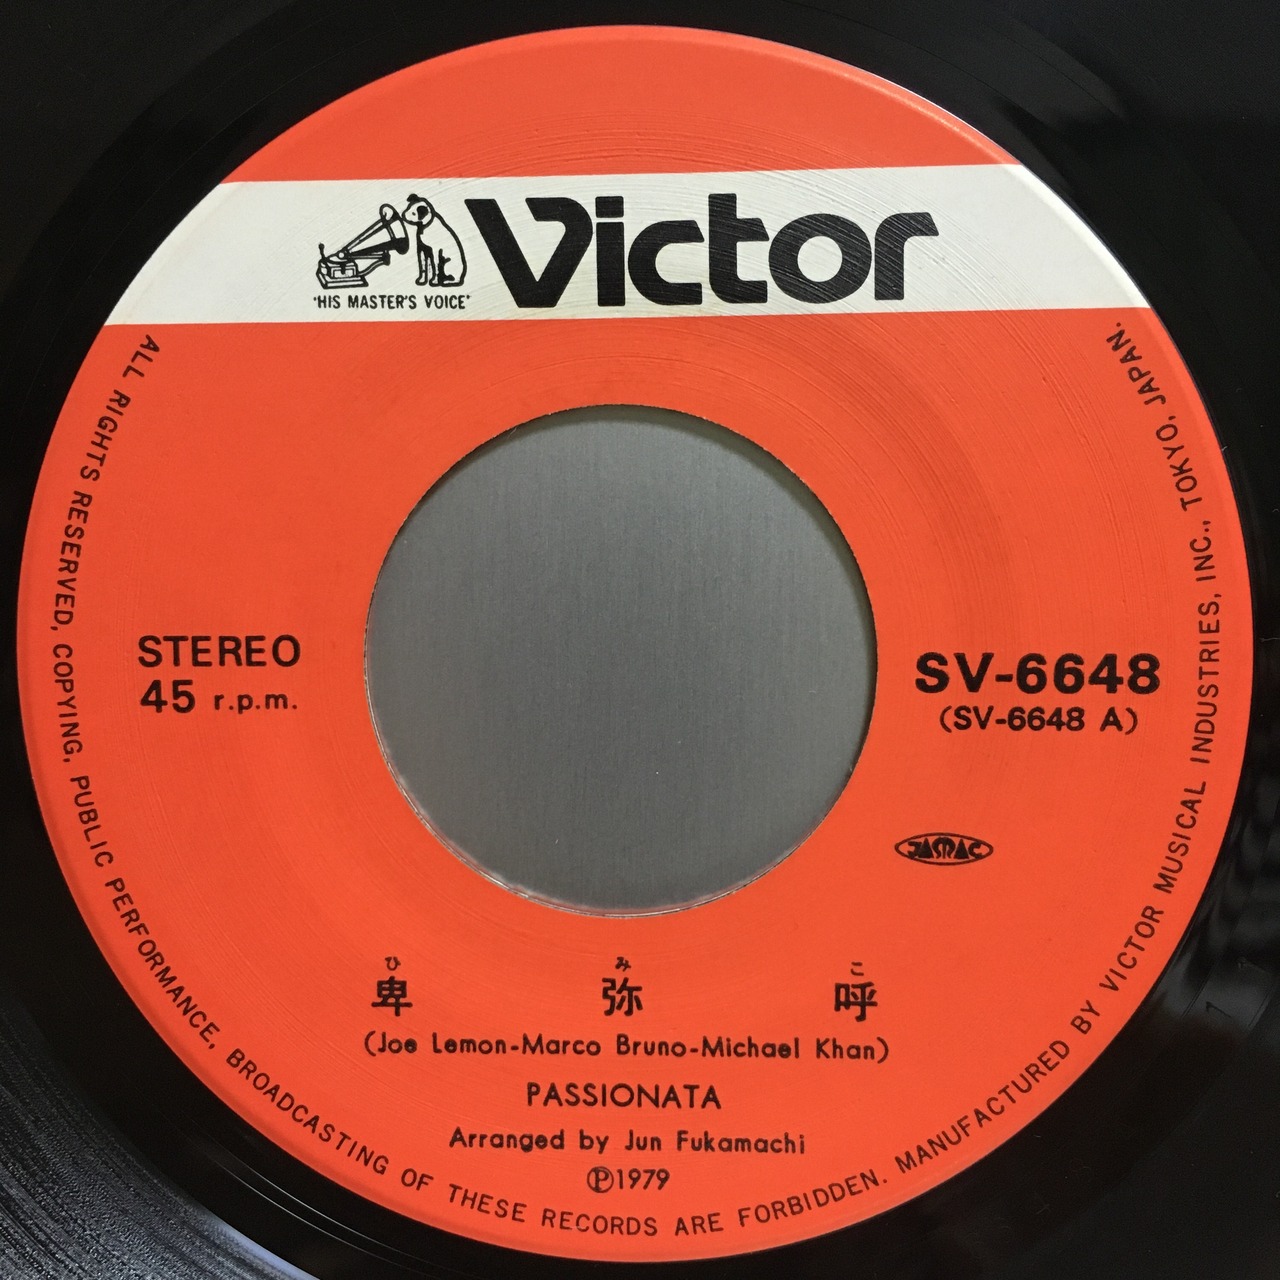 Victor
"HIS MASTER'S VOICE"
STEREO
45 r.p.m.
SV-6648
(SV-6648 A)
JASRAC
ひ み こ
卑 弥 呼
(Joe Lemon-Marco Bruno-Michael Khan)
PASSIONATA
Arranged by Jun Fukamachi
Ⓟ1979
ALL RIGHTS RESERVED, COPYING, PUBLIC PERFORMANCE, BROADCASTING OF THESE RECORDS ARE FORBIDDEN. MANUFACTURED BY VICTOR MUSICAL INDUSTRIES, INC., TOKYO, JAPAN.